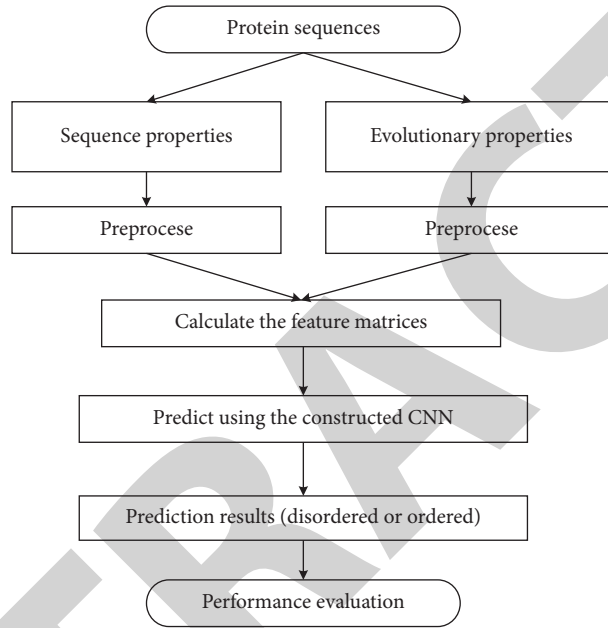 Protein sequences
Sequence properties
Evolutionary properties
Preprocese
Preprocese
Calculate the feature matrices
Predict using the constructed CNN
Prediction results (disordered or ordered)
Performance evaluation
TRACT